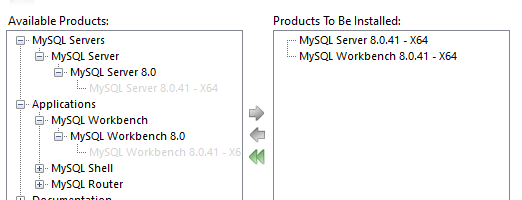 Available Products:
MySQL Servers
MySQL Server
MySQL Server 8.0
MySQL Server 8.0.41 - X64
Applications
MySQL Workbench
MySQL Workbench 8.0
MySQL Workbench 8.0.41 - X6
MySQL Shell
MySQL Router
Documentation
Products To Be Installed:
MySQL Server 8.0.41 - X64
MySQL Workbench 8.0.41 - X64